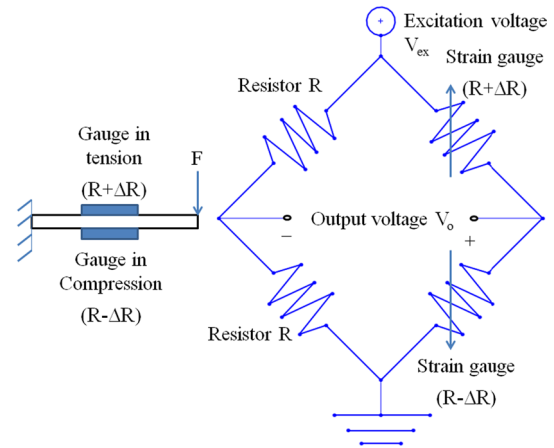 Excitation voltage
Vex
Strain gauge
(R+ΔR)
Resistor R
Gauge in
tension
(R+ΔR)
F
Output voltage Vo
−
+
Gauge in
Compression
(R-ΔR)
Resistor R
Strain gauge
(R-ΔR)